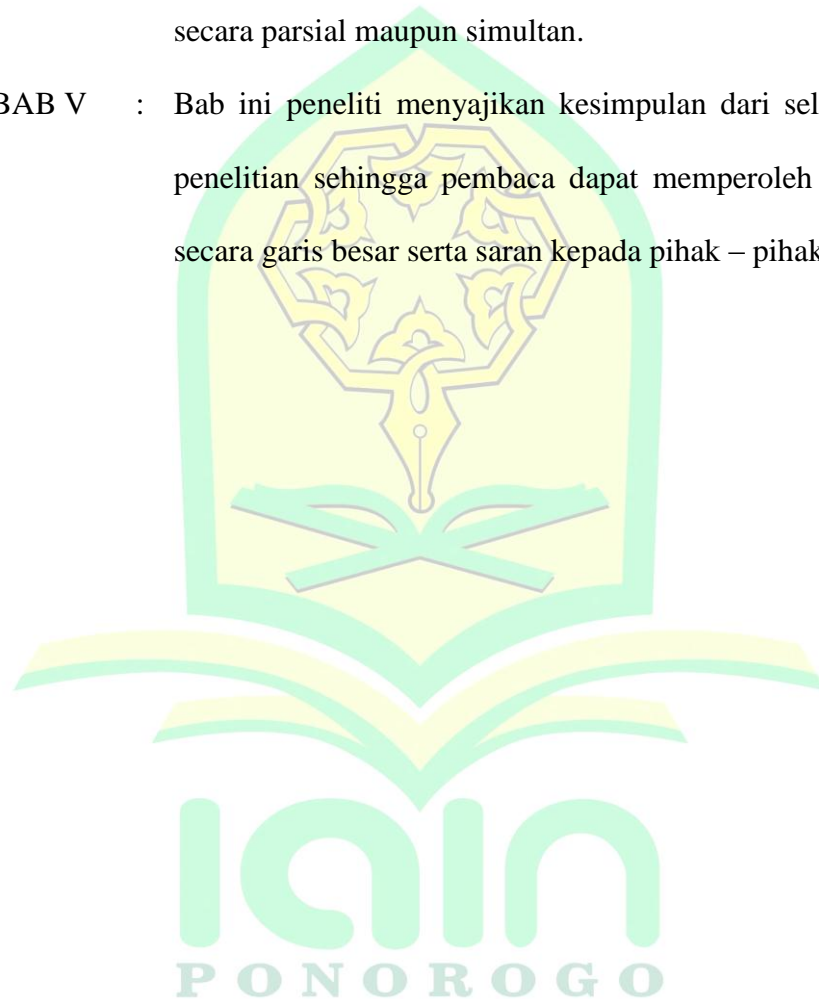 secara parsial maupun simultan.
BAB V : Bab ini peneliti menyajikan kesimpulan dari
penelitian sehingga pembaca dapat memperoleh
secara garis besar serta saran kepada pihak – pihak
iain
PONOROGO